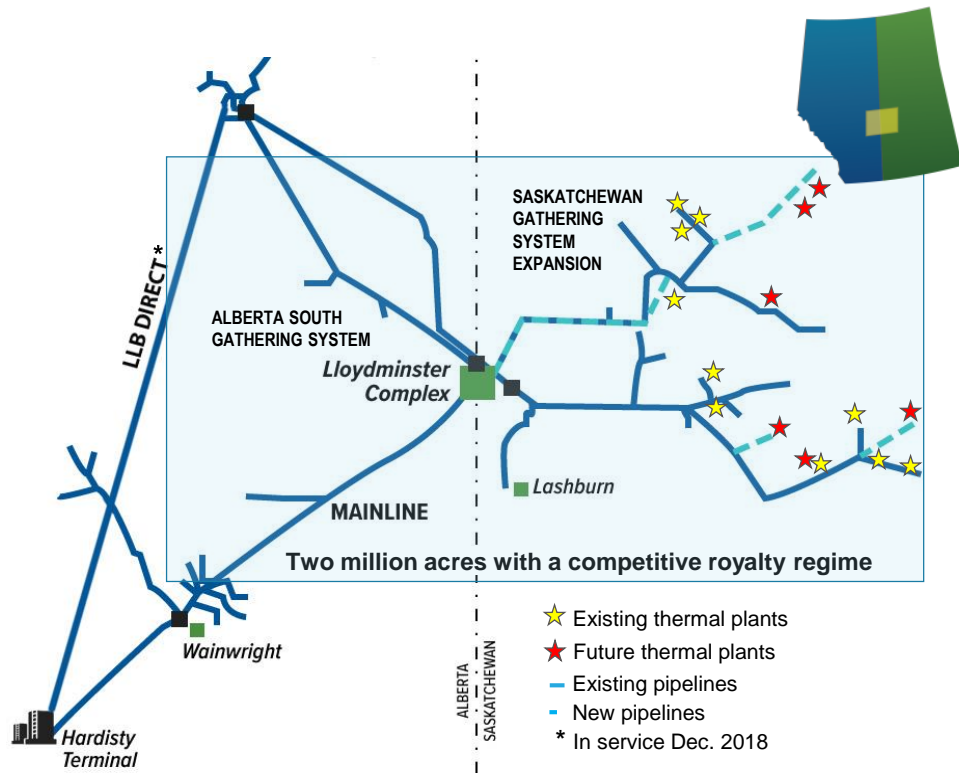 SASKATCHEWAN
GATHERING
SYSTEM
EXPANSION
LLB DIRECT*
ALBERTA SOUTH
GATHERING SYSTEM
Lloydminster
Complex
Lashburn
MAINLINE
Two million acres with a competitive royalty regime
Wainwright
ALBERTA
SASKATCHEWAN
Hardisty
Terminal
Existing thermal plants
Future thermal plants
Existing pipelines
New pipelines
* In service Dec. 2018